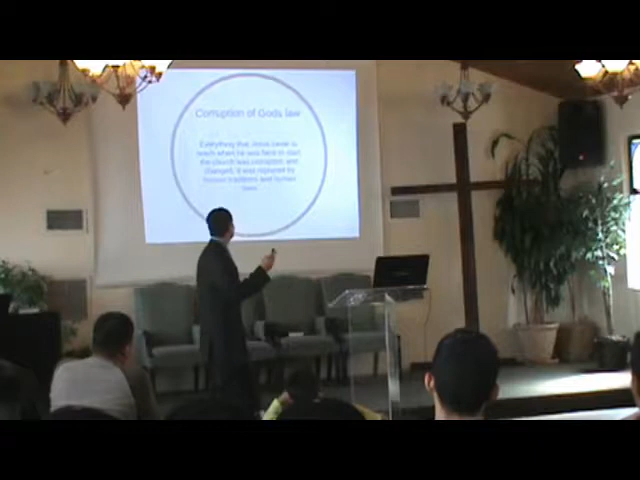 Corruption of Gods law
Everything that Jesus came to
teach when he was here to start
the church was corrupted and
changed, it was replaced by
human traditions and human